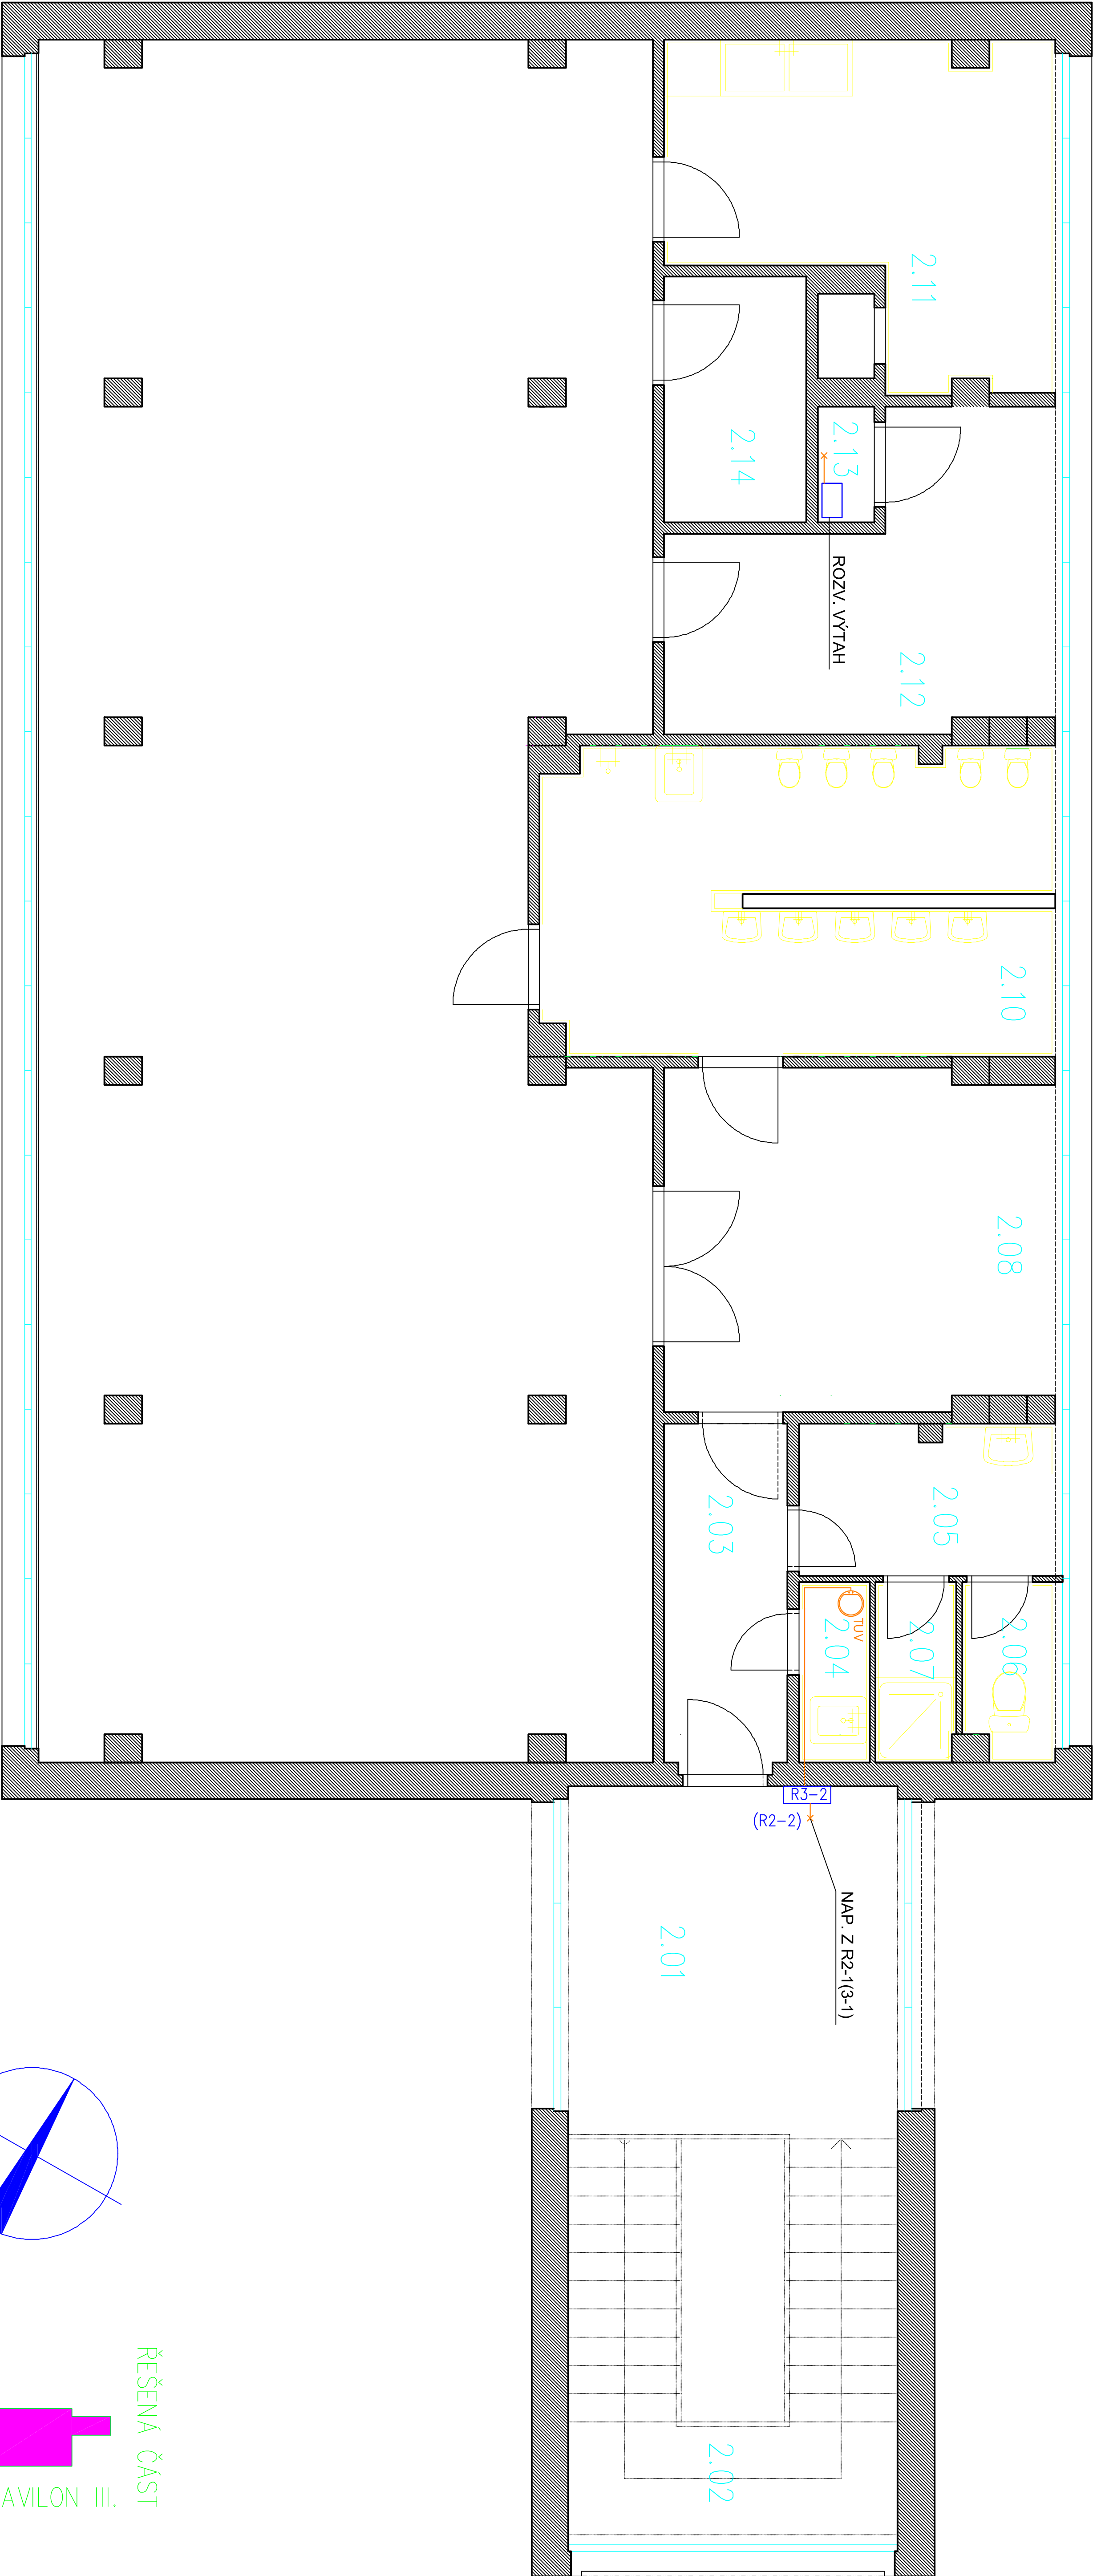 2.11
2.14
2.13
ROZV. VÝTAH
2.12
2.10
2.08
2.03
2.05
TUV
2.04
2.07
2.06
R3-2
(R2-2)
NAP. Z R2-1(3-1)
2.01
2.02
ŘEŠENÁ ČÁST
AVILON III.